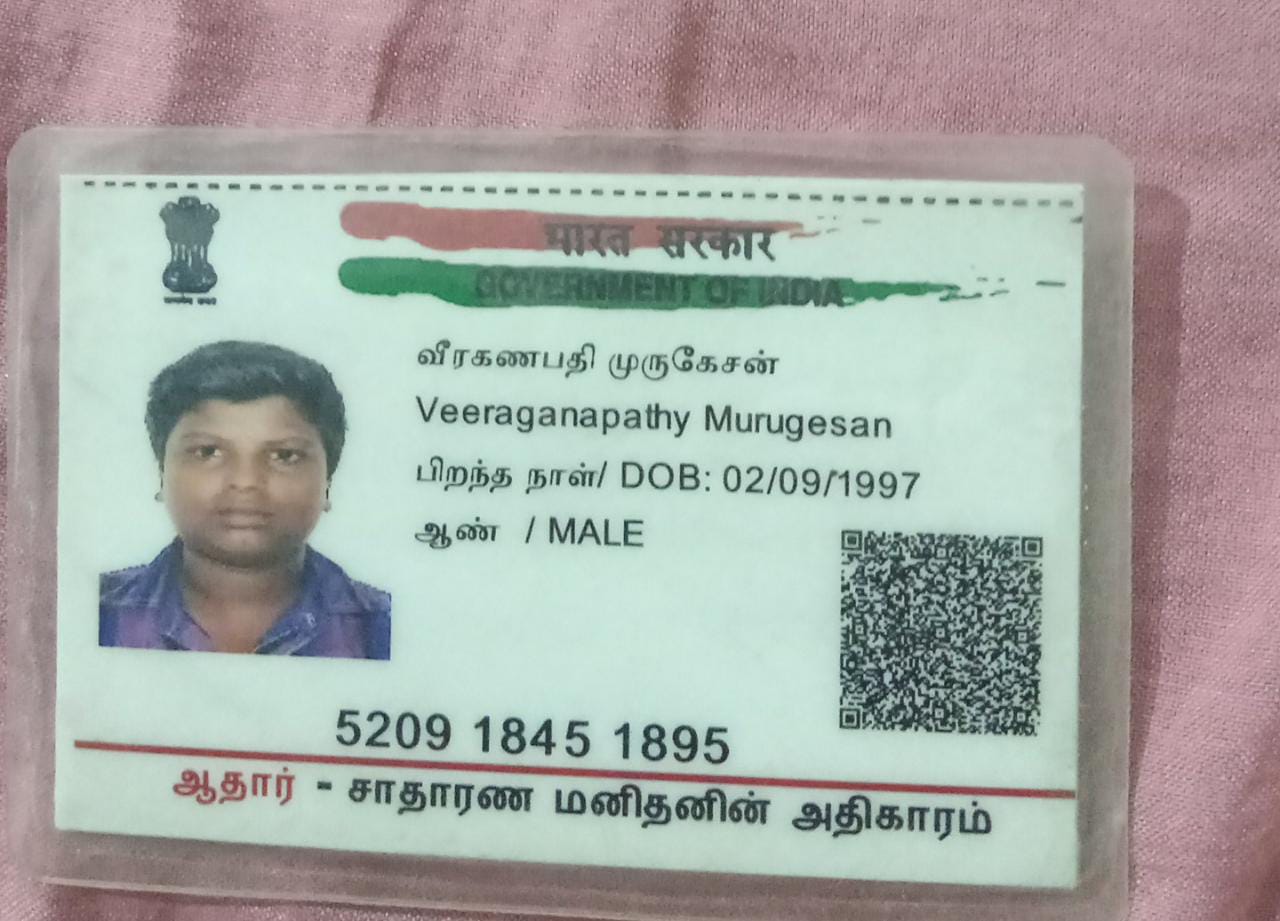 भारत सरकार
GOVERNMENT OF INDIA
வீரகணபதி முருகேசன்
Veeraganapathy Murugesan
பிறந்த நாள்/ DOB: 02/09/1997
ஆண் / MALE
5209 1845 1895
ஆதார் - சாதாரண மனிதனின் அதிகாரம்